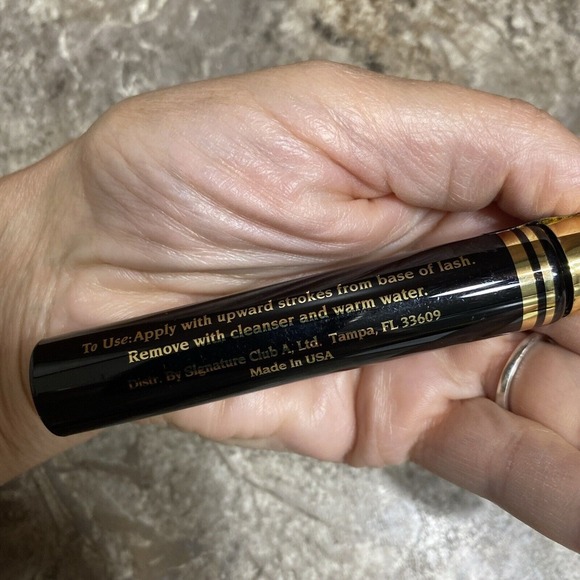 To Use:Apply with upward strokes from base of lash.
Remove with cleanser and warm water.
Distr. By Signature Club A, Ltd. Tampa, FL 33609
Made in USA